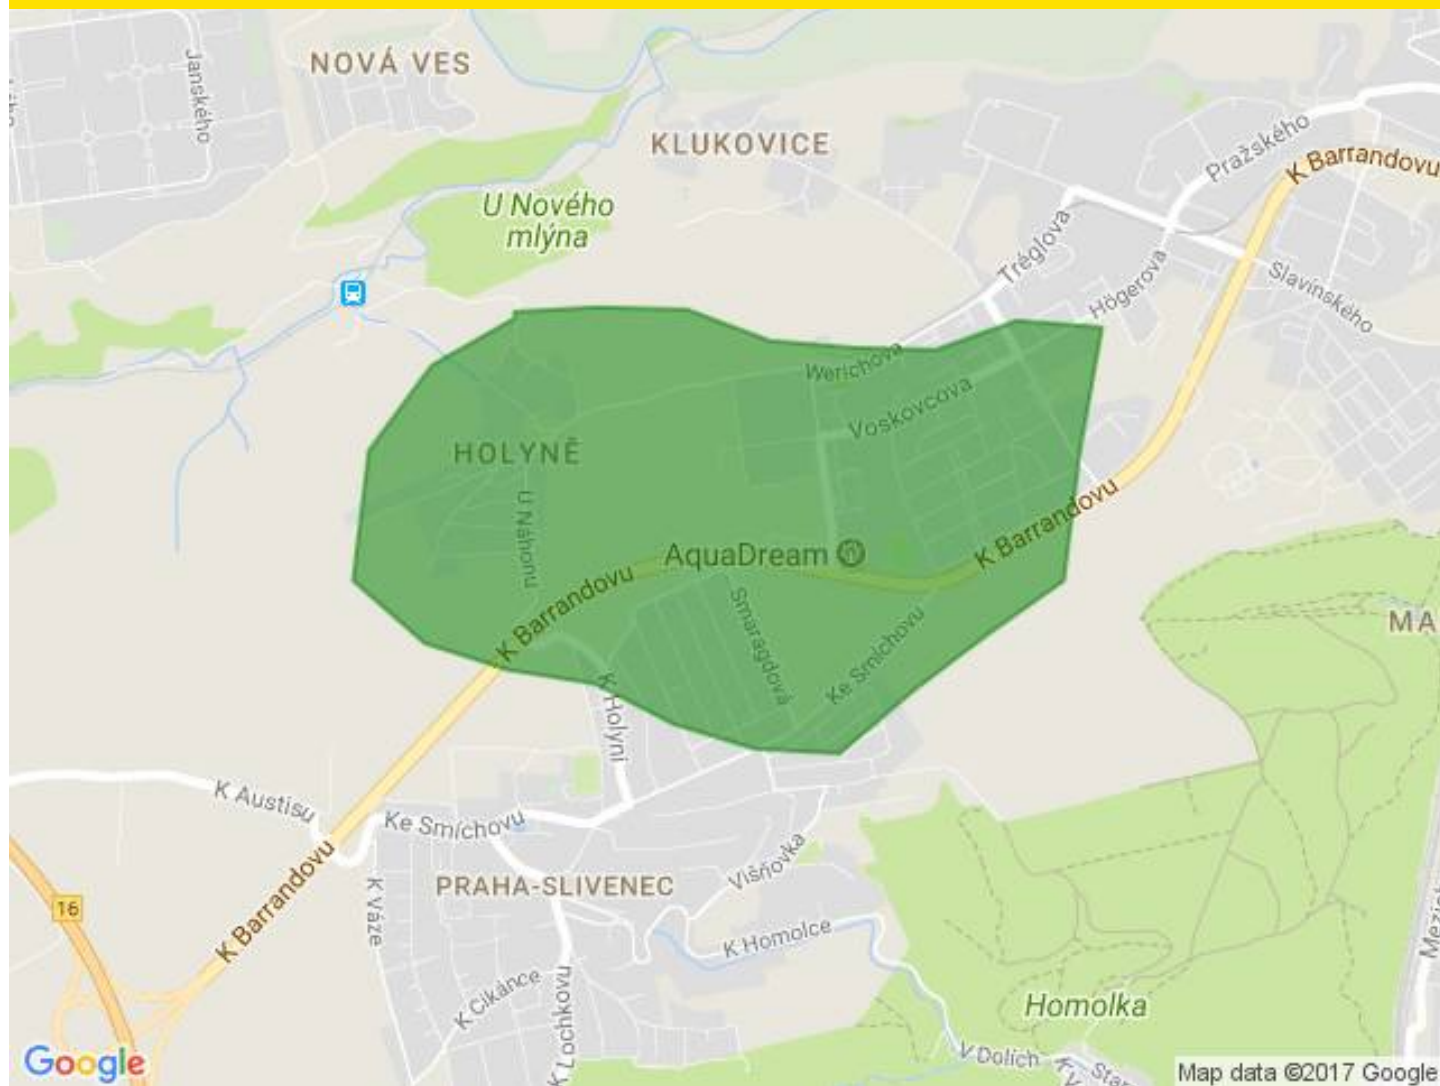 NOVÁ VES
Janského
KLUKOVICE
Pražského
K Barrandovu
U Nového
mlýna
Tréglova
Högerova
Slavínského
Werichova
Voskovcova
HOLYNĚ
U Náhonu
AquaDream
K Barrandovu
K Barrandovu
Smaragdová
Ke Smíchovu
MA
K Holyni
K Austisu
Ke Smíchovu
K Barrandovu
Višňovka
PRAHA-SLIVENEC
K Váze
16
K Homolce
K Cikánce
K Lochkovu
Homolka
V Dolích
Google
Map data ©2017 Google